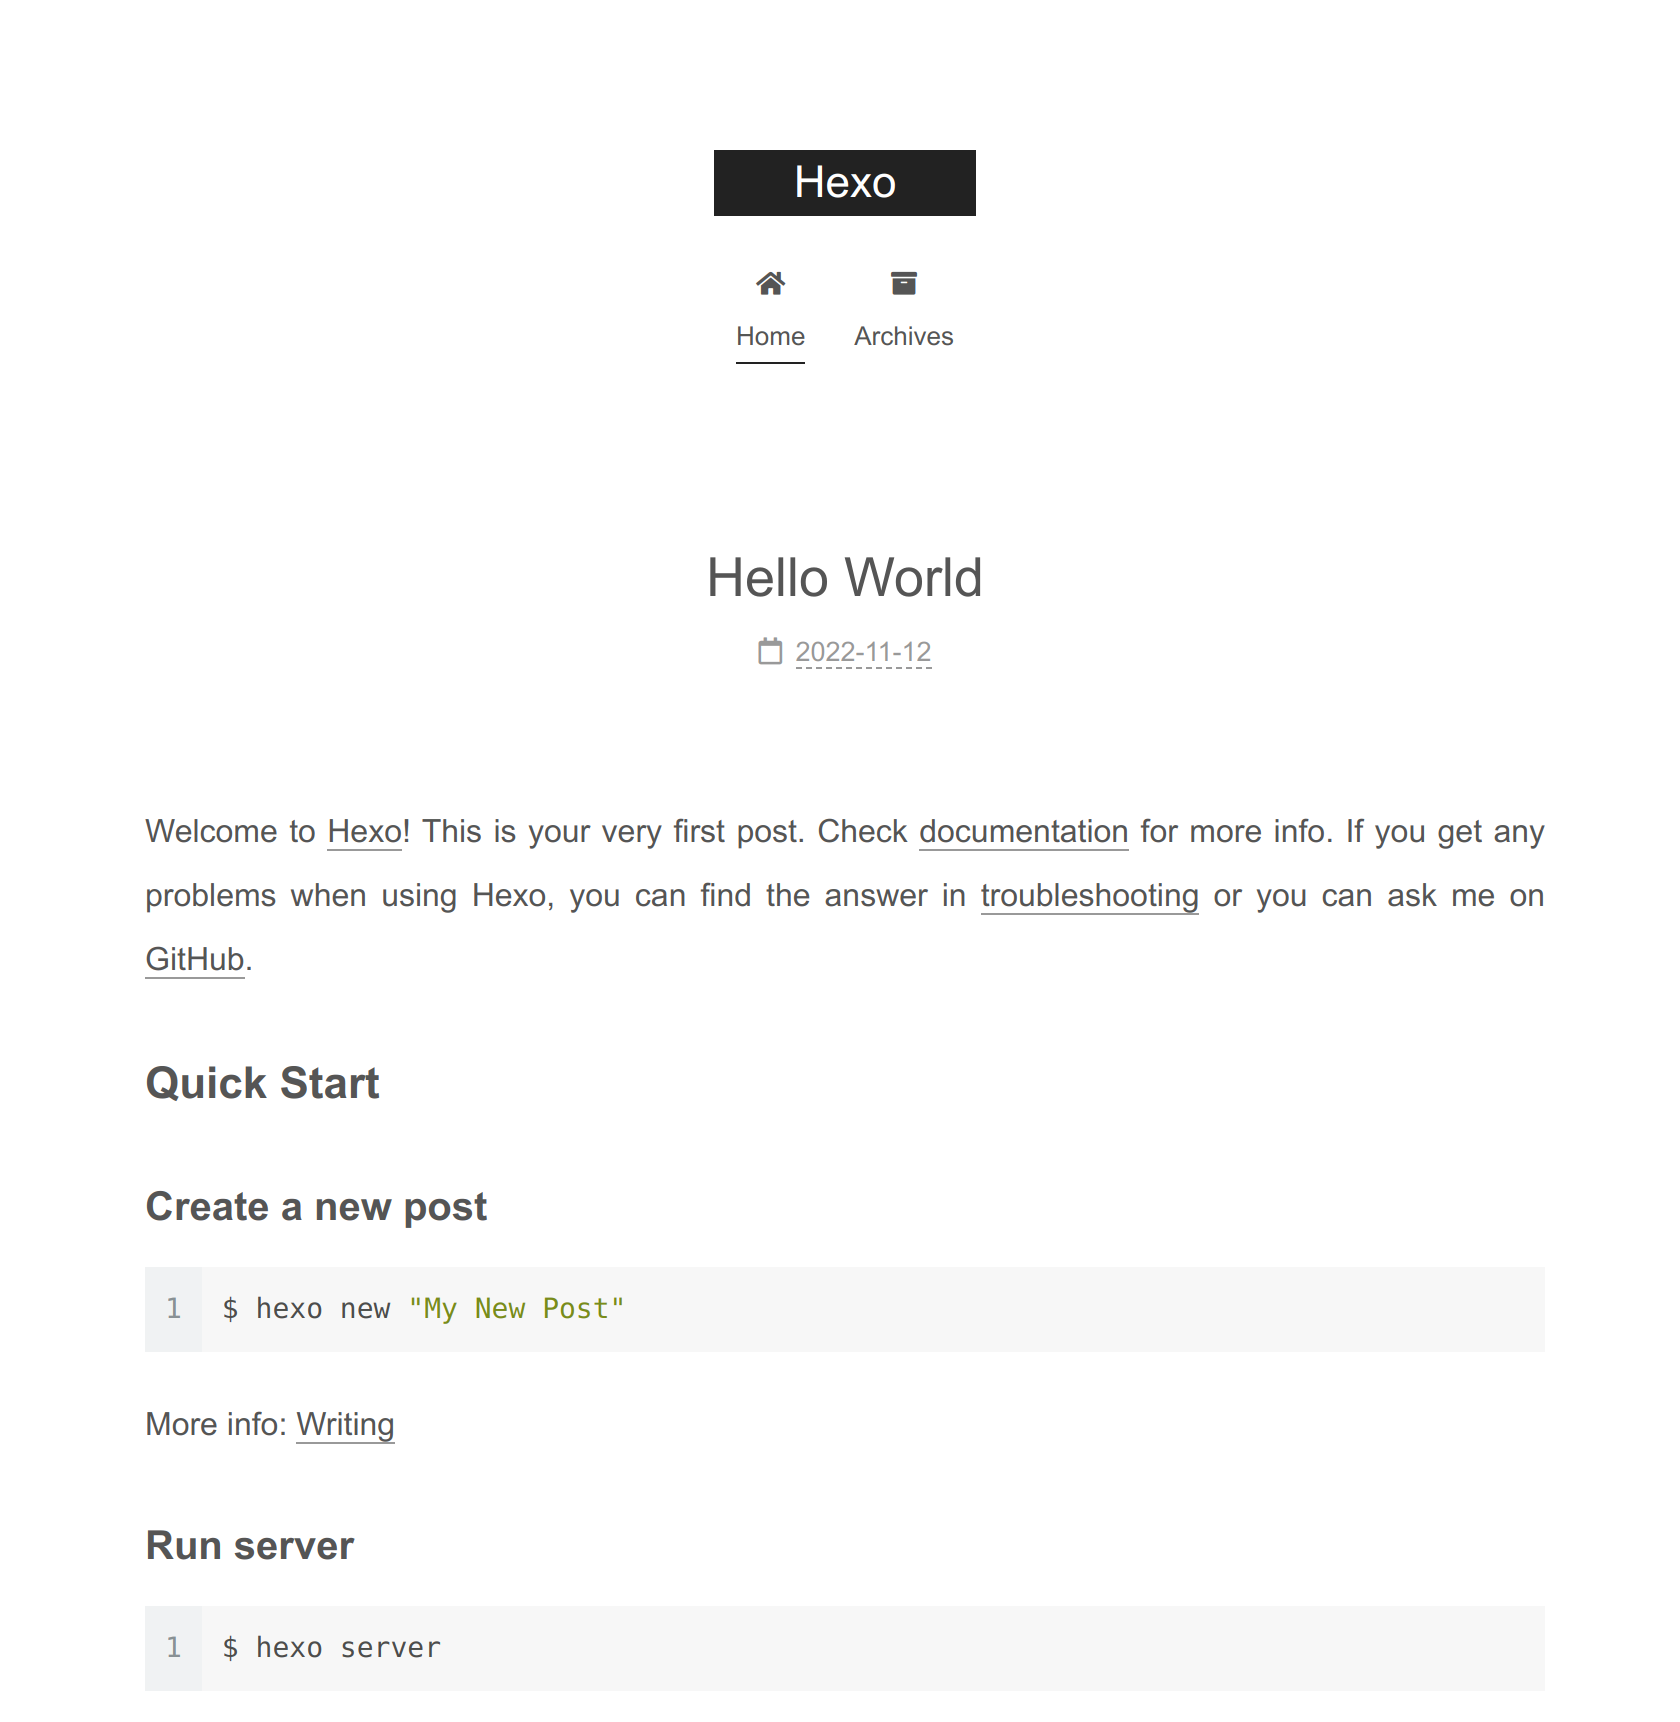 Hexo
Home Archives
Hello World
2022-11-12
Welcome to Hexo! This is your very first post. Check documentation for more info. If you get any
problems when using Hexo, you can find the answer in troubleshooting or you can ask me on
GitHub.
Quick Start
Create a new post
1 $ hexo new "My New Post"
More info: Writing
Run server
1 $ hexo server